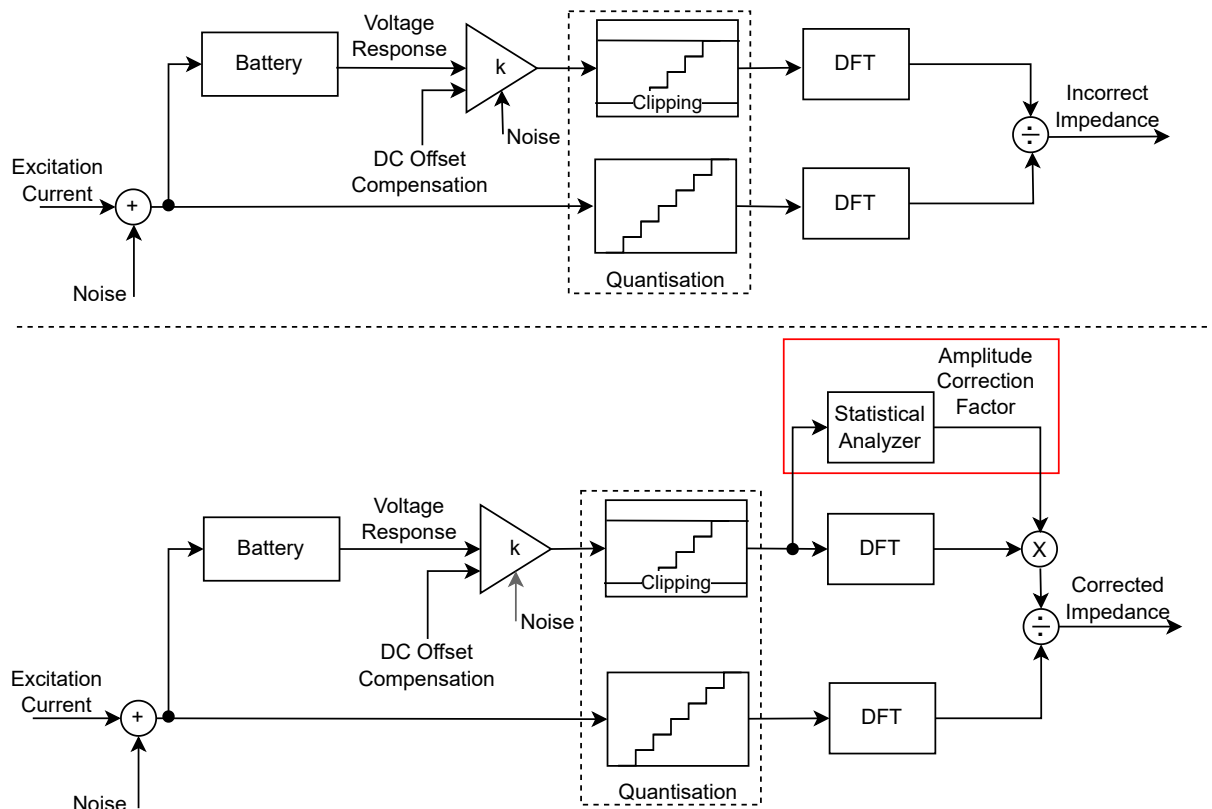 Voltage
Response
Battery
k
DFT
Clipping
Noise
DC Offset
Compensation
Incorrect
Impedance
÷
Excitation
Current
+
DFT
Noise
Quantisation
Amplitude
Correction
Factor
Statistical
Analyzer
Voltage
Response
Battery
k
DFT
X
Clipping
Noise
DC Offset
Compensation
Corrected
Impedance
÷
Excitation
Current
+
DFT
Quantisation
Noise